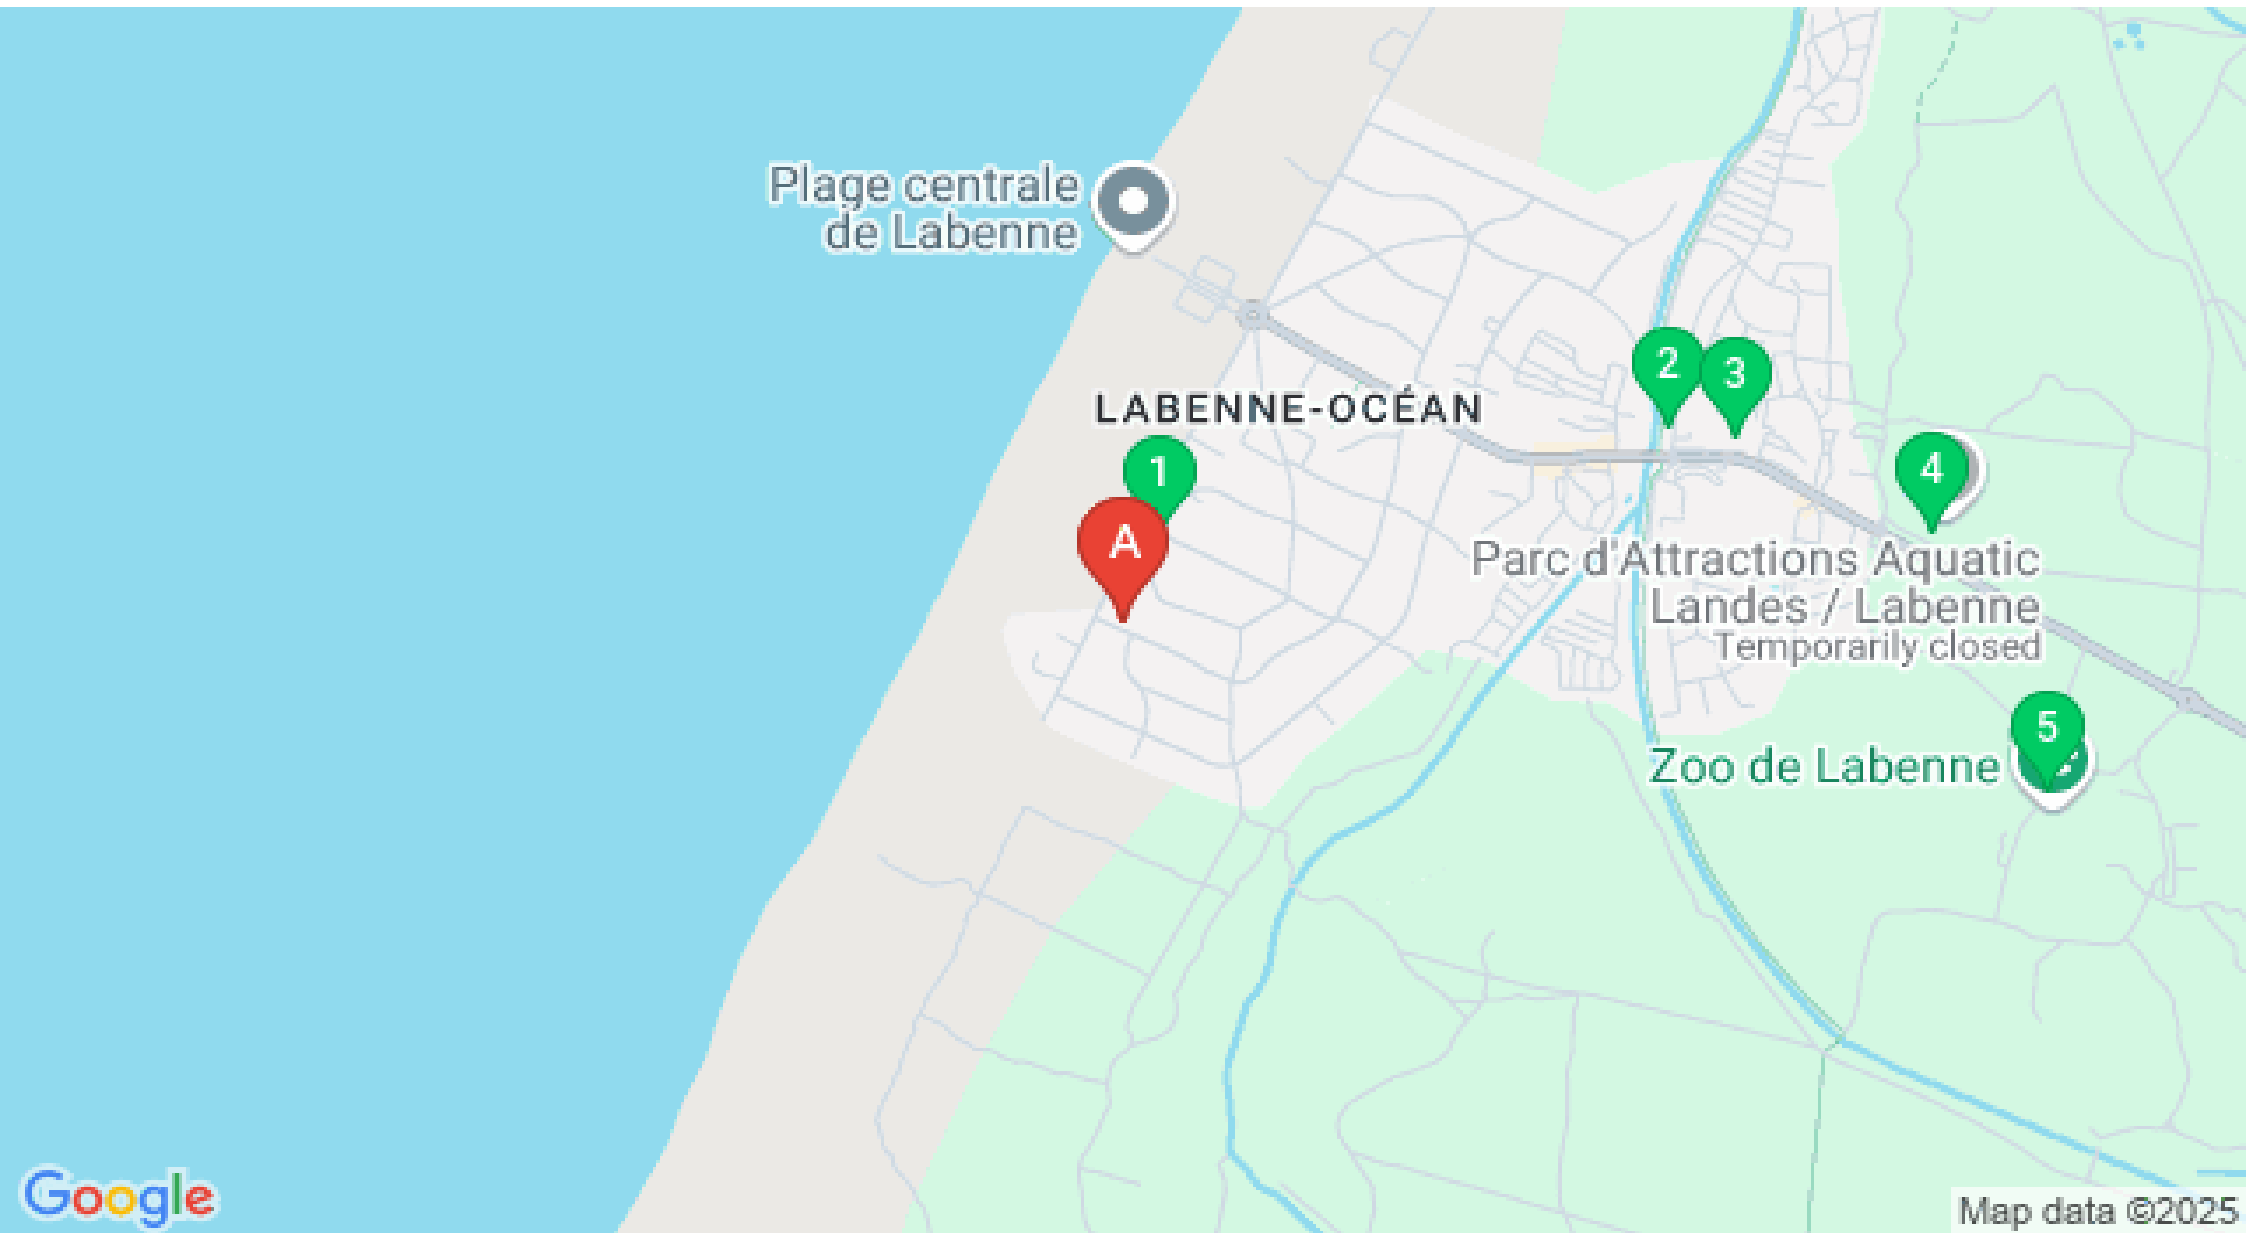 Plage centrale
de Labenne
2
3
LABENNE-OCÉAN
1
4
A
Parc d'Attractions Aquatic
Landes / Labenne
Temporarily closed
5
Zoo de Labenne
Google
Map data ©2025